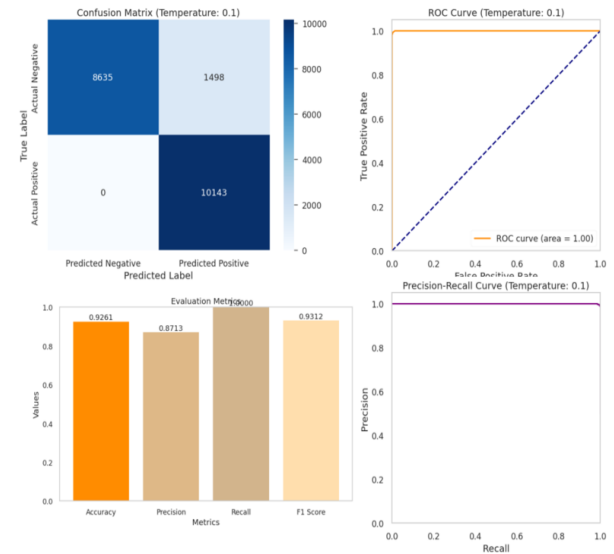 Confusion Matrix (Temperature: 0.1)
True Label
Actual Negative
Actual Positive
8635
1498
0
10143
Predicted Negative
Predicted Positive
Predicted Label
10000
8000
6000
4000
2000
0
ROC Curve (Temperature: 0.1)
True Positive Rate
1.0
0.8
0.6
0.4
0.2
0.0
ROC curve (area = 1.00)
0.0
0.2
0.4
0.6
0.8
1.0
False Positive Rate
Evaluation Metrics
Values
1.0
0.8
0.6
0.4
0.2
0.0
0.9261
0.8713
1.0000
0.9312
Accuracy
Precision
Recall
F1 Score
Metrics
Precision-Recall Curve (Temperature: 0.1)
Precision
1.0
0.8
0.6
0.4
0.2
0.0
0.0
0.2
0.4
0.6
0.8
1.0
Recall